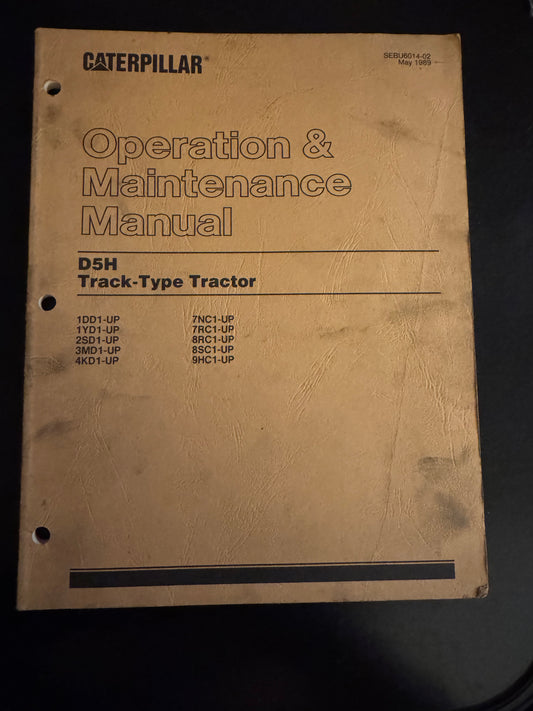 CATERPILLAR®
SEBU6014-02
May 1989
Operation &
Maintenance
Manual
D5H
Track-Type Tractor
1DD1-UP
1YD1-UP
2SD1-UP
3MD1-UP
4KD1-UP
7NC1-UP
7RC1-UP
8RC1-UP
8SC1-UP
9HC1-UP